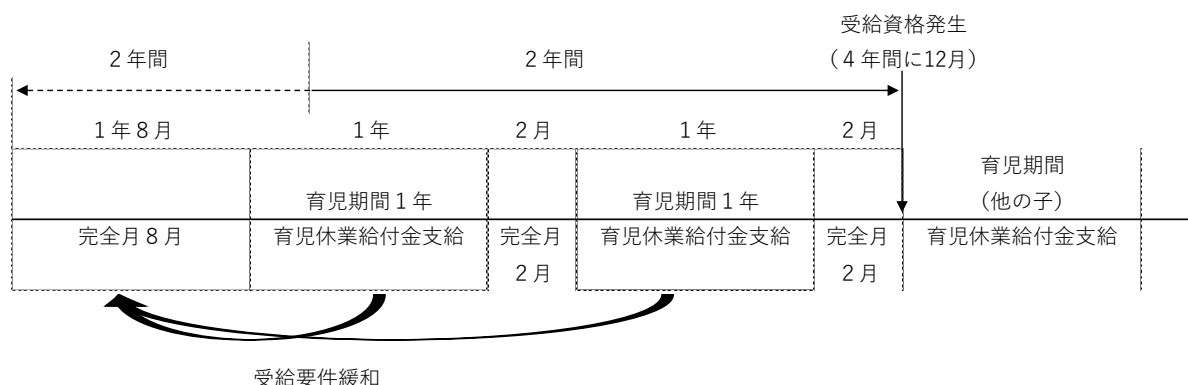 受給資格発生
(４年間に12月)
２年間
２年間
１年８月
１年
２月
１年
２月
育児期間１年
育児期間１年
育児期間
(他の子)
完全月８月
育児休業給付金支給
完全月
２月
育児休業給付金支給
完全月
２月
育児休業給付金支給
受給要件緩和